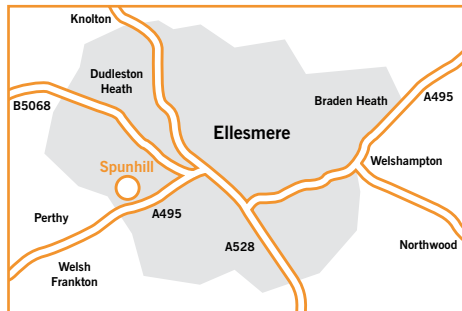 Knolton
Dudleston
Heath
B5068
Braden Heath
A495
Ellesmere
Spunhill
Welshampton
Perthy
A495
A528
Northwood
Welsh
Frankton